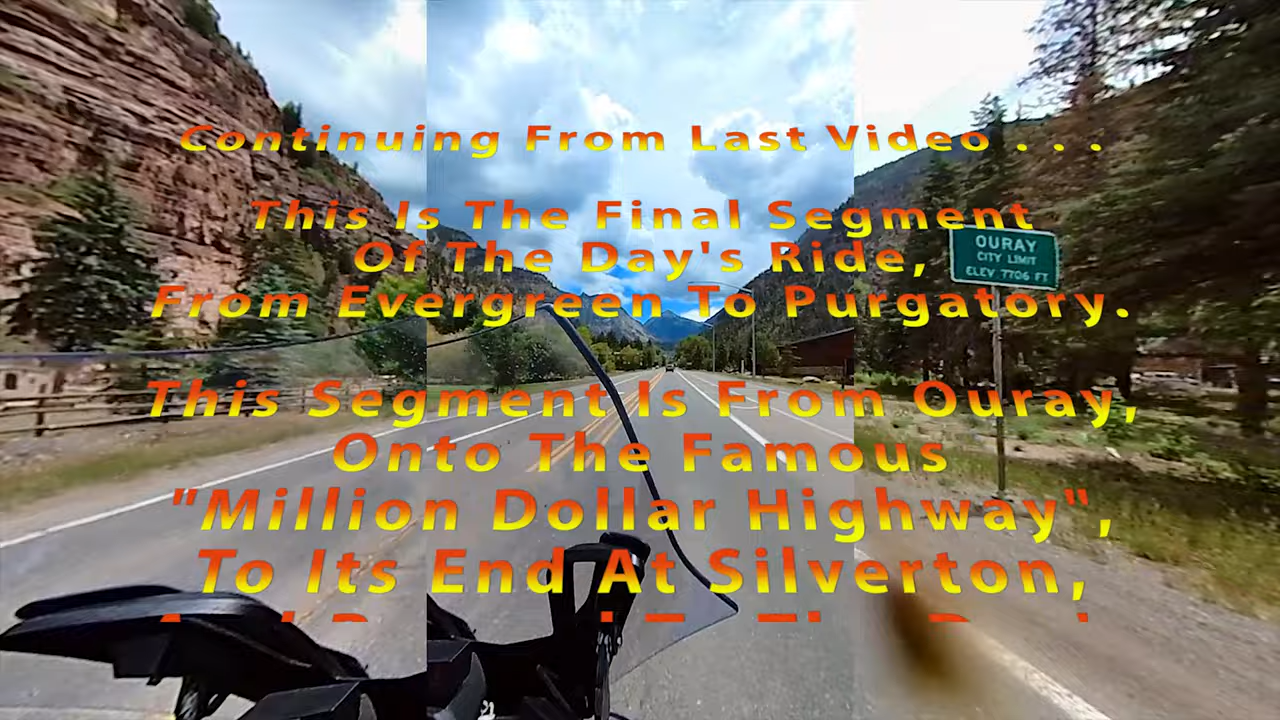 Continuing From Last Video . . .
This Is The Final Segment
Of The Day's Ride,
From Evergreen To Purgatory.
This Segment Is From Ouray,
Onto The Famous
"Million Dollar Highway",
To Its End At Silverton,
OURAY
CITY LIMIT
ELEV 7706 FT